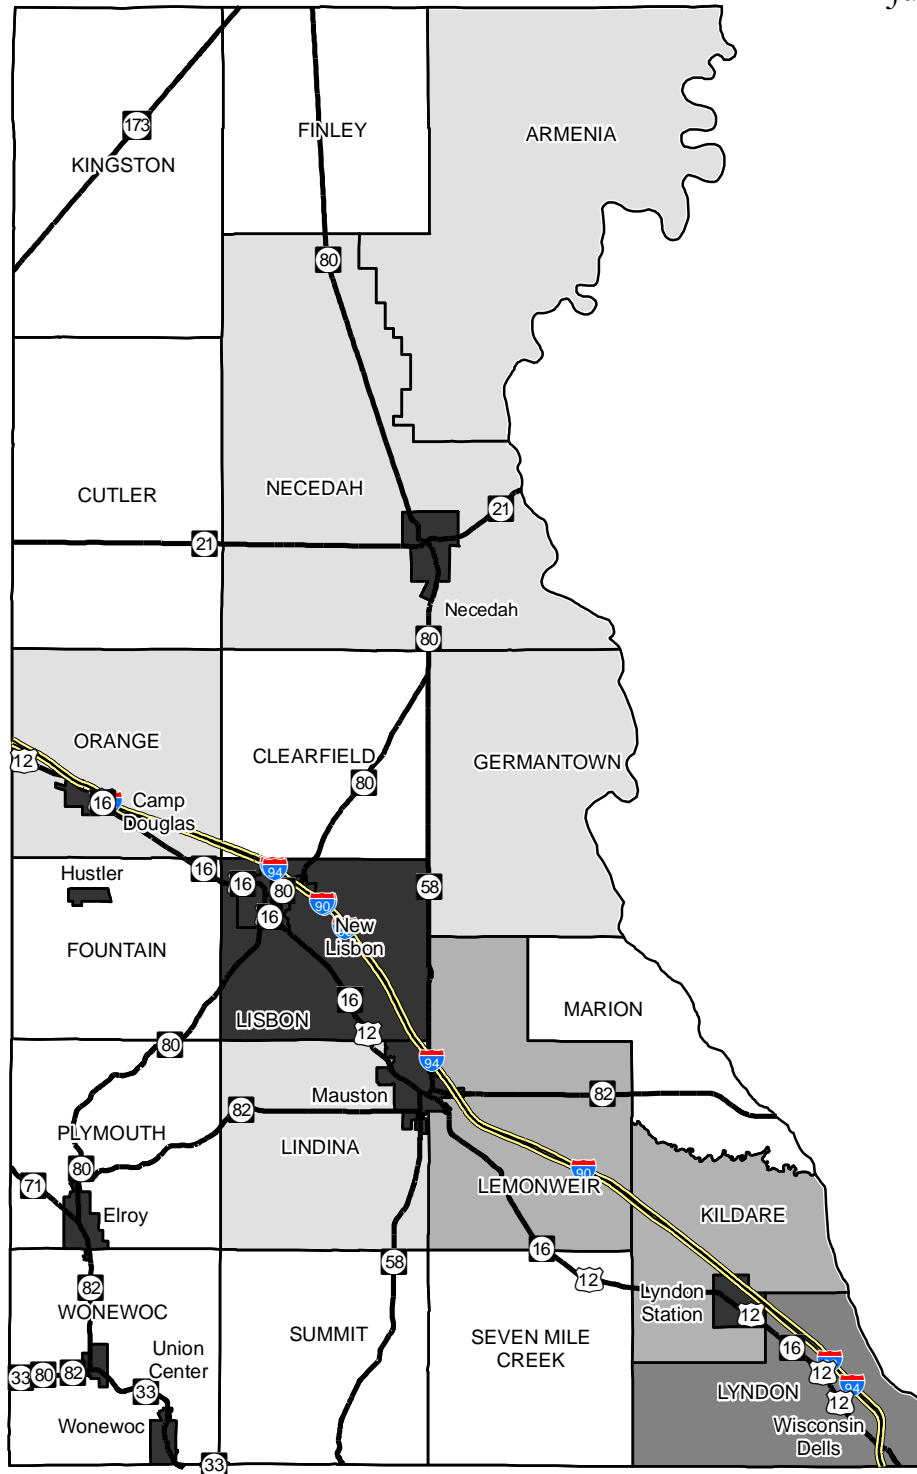 173
FINLEY
ARMENIA
KINGSTON
80
CUTLER
NECEDAH
21
21
Necedah
80
ORANGE
12
CLEARFIELD
GERMANTOWN
80
16
Camp
Douglas
16
94
Hustler
16
80
58
90
16
New
Lisbon
FOUNTAIN
16
MARION
LISBON
12
80
94
Mauston
82
82
PLYMOUTH
LINDINA
80
90
71
LEMONWEIR
Elroy
KILDARE
16
58
82
12
Lyndon
Station
WONEWOC
12
SUMMIT
SEVEN MILE
CREEK
Union
Center
16
33
80
82
12
94
33
LYNDON
12
Wonewoc
Wisconsin
Dells
33